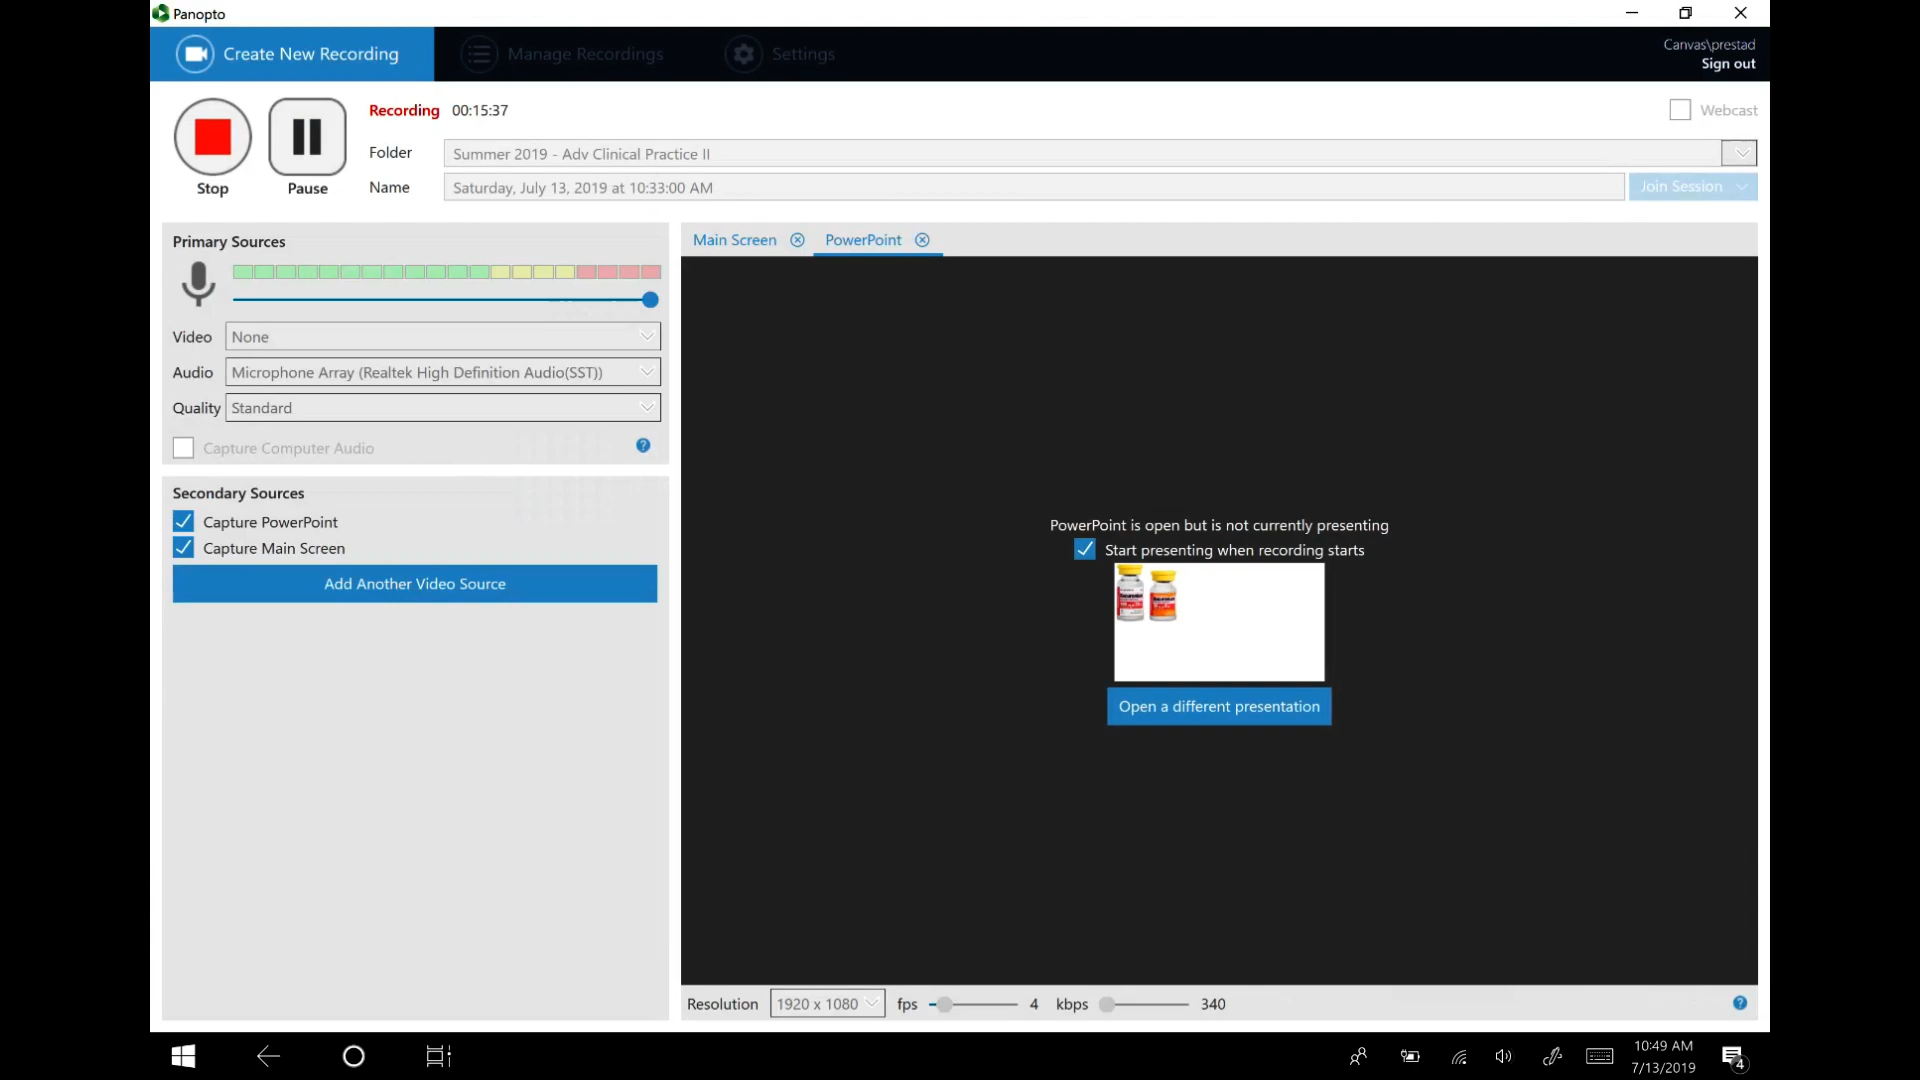 Panopto
Create New Recording
Manage Recordings
Settings
Canvas\prestad
Sign out
Stop
Pause
Recording 00:15:37
Webcast
Folder Summer 2019 - Adv Clinical Practice II
Name Saturday, July 13, 2019 at 10:33:00 AM
Join Session
Primary Sources
Video None
Audio Microphone Array (Realtek High Definition Audio(SST))
Quality Standard
Capture Computer Audio
?
Secondary Sources
Capture PowerPoint
Capture Main Screen
Add Another Video Source
Main Screen
PowerPoint
PowerPoint is open but is not currently presenting
Start presenting when recording starts
Open a different presentation
Resolution 1920 x 1080 fps 4 kbps 340
?
10:49 AM
7/13/2019
4